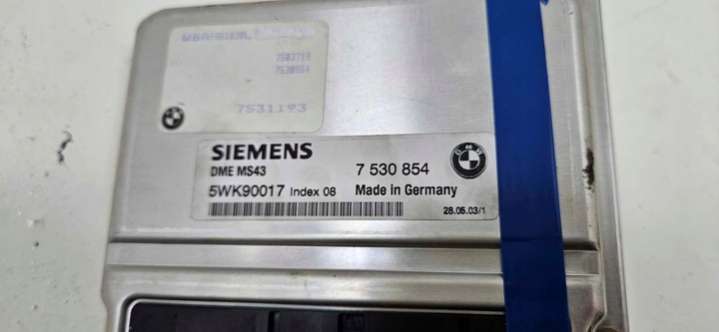 7531193
SIEMENS
DME MS43 7 530 854
5WK90017 Index 08 Made in Germany
28.05.03/1